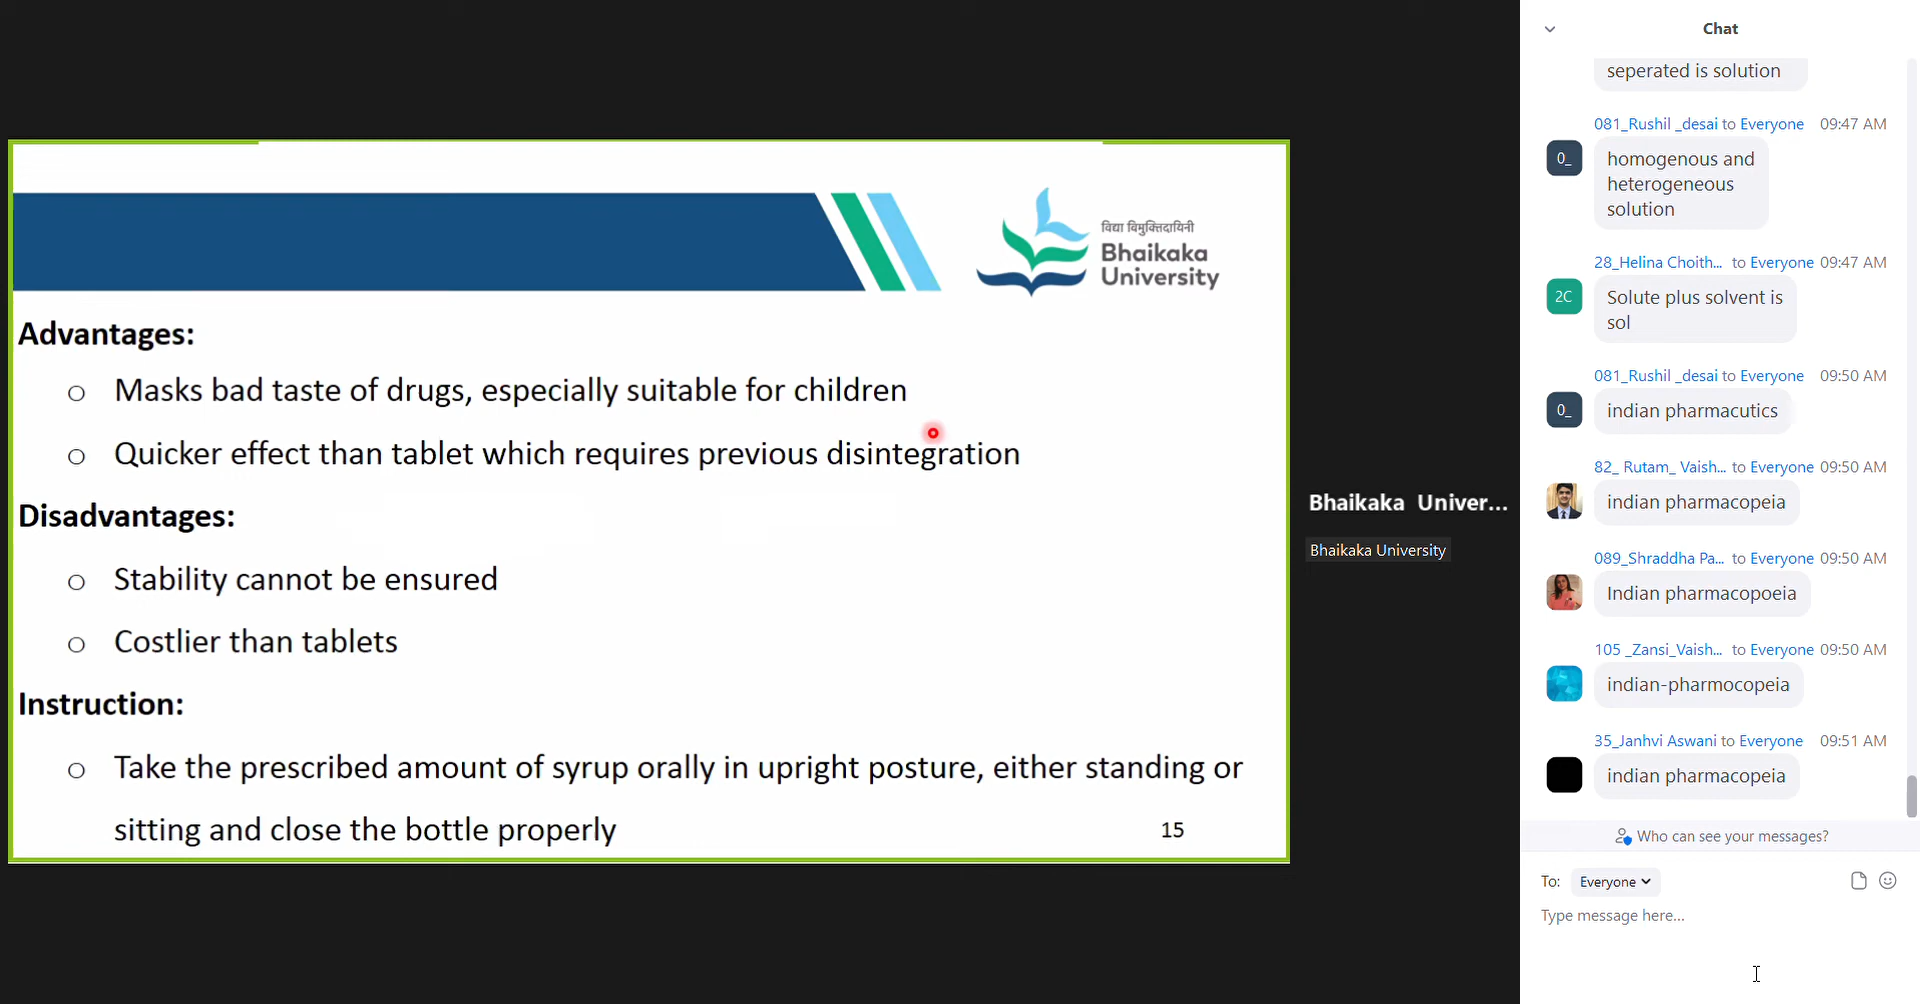 विद्या विमुक्तिदायिनी
Bhaikaka
University
Advantages:
o Masks bad taste of drugs, especially suitable for children
o Quicker effect than tablet which requires previous disintegration
Disadvantages:
o Stability cannot be ensured
o Costlier than tablets
Instruction:
o Take the prescribed amount of syrup orally in upright posture, either standing or
sitting and close the bottle properly
15
Bhaikaka Univer...
Bhaikaka University
Chat
seperated is solution
081_Rushil _desai to Everyone 09:47 AM
0_
homogenous and
heterogeneous
solution
28_Helina Choith... to Everyone 09:47 AM
2C
Solute plus solvent is
sol
081_Rushil _desai to Everyone 09:50 AM
0_
indian pharmacutics
82_ Rutam_ Vaish... to Everyone 09:50 AM
indian pharmacopeia
089_Shraddha Pa... to Everyone 09:50 AM
Indian pharmacopoeia
105 _Zansi_Vaish... to Everyone 09:50 AM
indian-pharmocopeia
35_Janhvi Aswani to Everyone 09:51 AM
indian pharmacopeia
Who can see your messages?
To: Everyone
Type message here...